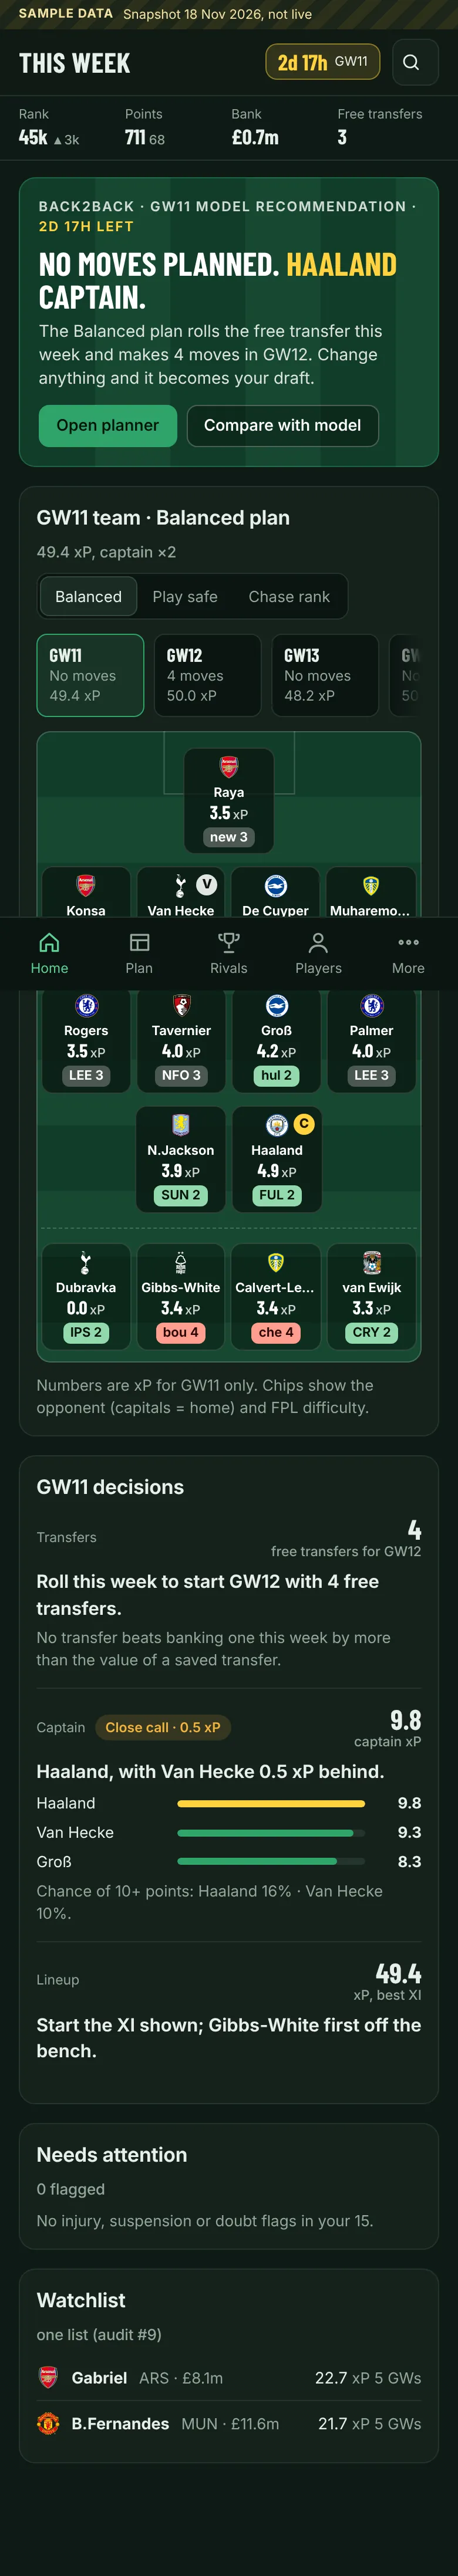 SAMPLE DATA Snapshot 18 Nov 2026, not live
THIS WEEK
2d 17h GW11
Rank Points Bank Free transfers
45k ▲3k 711 68 £0.7m 3
BACK2BACK · GW11 MODEL RECOMMENDATION ·
2D 17H LEFT
NO MOVES PLANNED. HAALAND
CAPTAIN.
The Balanced plan rolls the free transfer this
week and makes 4 moves in GW12. Change
anything and it becomes your draft.
Open planner Compare with model
GW11 team · Balanced plan
49.4 xP, captain ×2
Balanced Play safe Chase rank
GW11 GW12 GW13 GW
No moves 4 moves No moves No
49.4 xP 50.0 xP 48.2 xP 50
Raya
3.5 xP
new 3
V
Konsa Van Hecke De Cuyper Muharemo...
Home Plan Rivals Players More
Rogers Tavernier Groß Palmer
3.5 xP 4.0 xP 4.2 xP 4.0 xP
LEE 3 NFO 3 hul 2 LEE 3
C
N.Jackson Haaland
3.9 xP 4.9 xP
SUN 2 FUL 2
Dubravka Gibbs-White Calvert-Le... van Ewijk
0.0 xP 3.4 xP 3.4 xP 3.3 xP
IPS 2 bou 4 che 4 CRY 2
Numbers are xP for GW11 only. Chips show the
opponent (capitals = home) and FPL difficulty.
GW11 decisions
Transfers 4
free transfers for GW12
Roll this week to start GW12 with 4 free
transfers.
No transfer beats banking one this week by more
than the value of a saved transfer.
Captain Close call · 0.5 xP 9.8
captain xP
Haaland, with Van Hecke 0.5 xP behind.
Haaland 9.8
Van Hecke 9.3
Groß 8.3
Chance of 10+ points: Haaland 16% · Van Hecke
10%.
Lineup 49.4
xP, best XI
Start the XI shown; Gibbs-White first off the
bench.
Needs attention
0 flagged
No injury, suspension or doubt flags in your 15.
Watchlist
one list (audit #9)
Gabriel ARS · £8.1m 22.7 xP 5 GWs
B.Fernandes MUN · £11.6m 21.7 xP 5 GWs